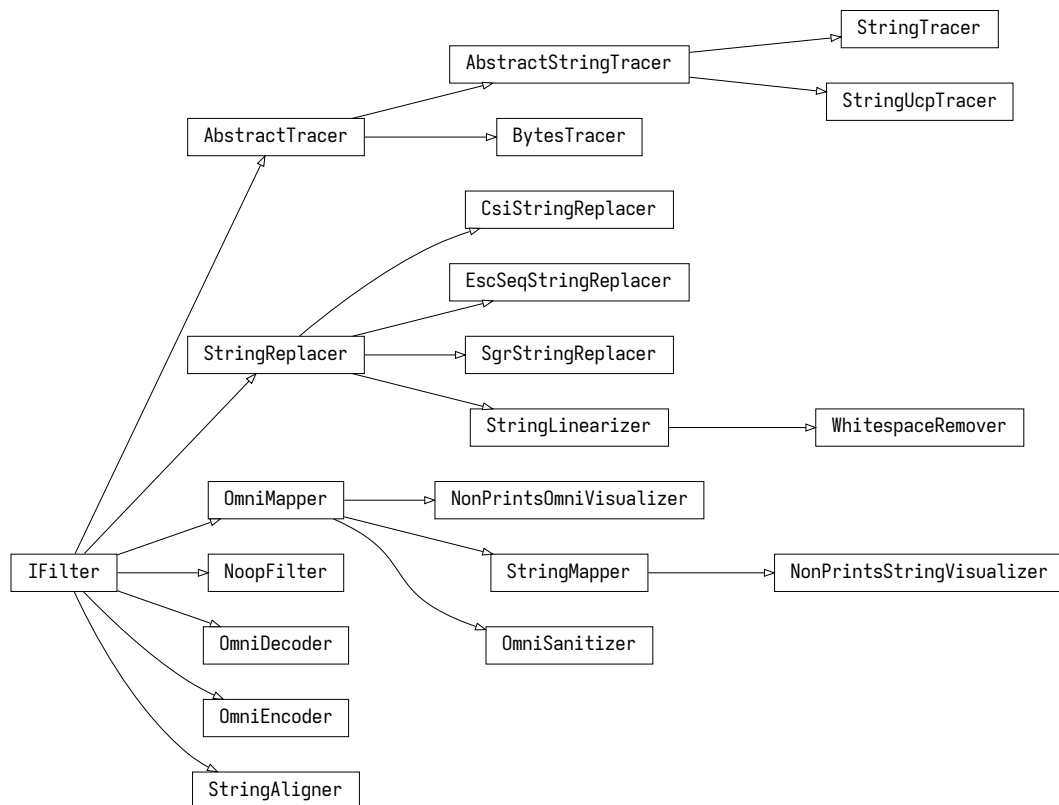 StringTracer
AbstractStringTracer
StringUcpTracer
AbstractTracer
BytesTracer
CsiStringReplacer
EscSeqStringReplacer
StringReplacer
SgrStringReplacer
StringLinearizer
WhitespaceRemover
OmniMapper
NonPrintsOmniVisualizer
IFilter
NoopFilter
StringMapper
NonPrintsStringVisualizer
OmniDecoder
OmniSanitizer
OmniEncoder
StringAligner